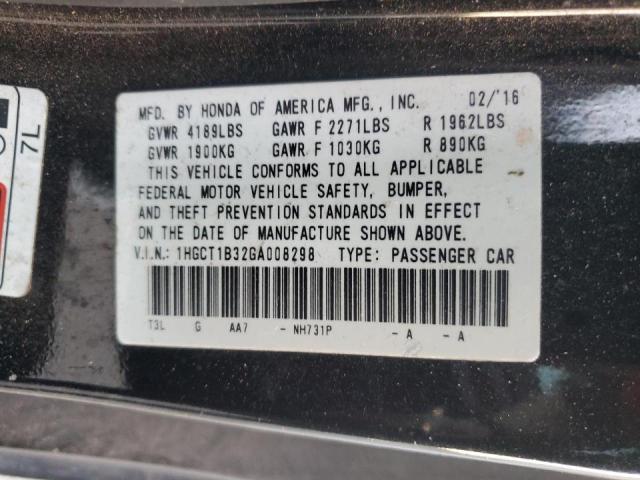 MFD. BY HONDA OF AMERICA MFG., INC. 02/'16
GVWR 4189LBS GAWR F 2271LBS R 1962LBS
GVWR 1900KG GAWR F 1030KG R 890KG
THIS VEHICLE CONFORMS TO ALL APPLICABLE
FEDERAL MOTOR VEHICLE SAFETY, BUMPER,
AND THEFT PREVENTION STANDARDS IN EFFECT
ON THE DATE OF MANUFACTURE SHOWN ABOVE.
V.I.N.: 1HGCT1B32GA008298 TYPE: PASSENGER CAR
T3L G AA7 - NH731P - A - A
7L